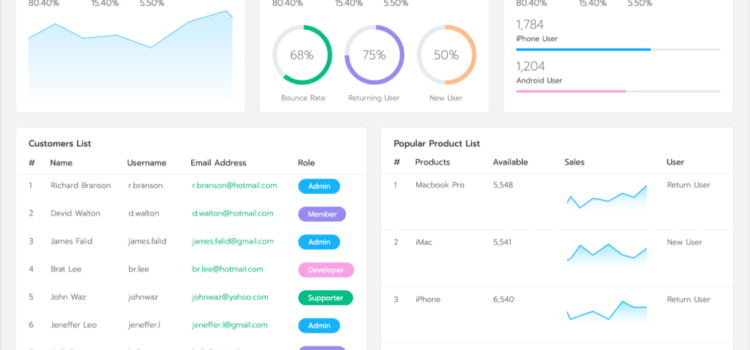 80.40% 15.40% 5.50%
80.40% 15.40% 5.50%
80.40% 15.40% 5.50%
68%
75%
50%
Bounce Rate
Returning User
New User
1,784
iPhone User
1,204
Android User
Customers List
# Name Username Email Address Role
1 Richard Branson r.branson r.branson@hotmail.com Admin
2 Devid Walton d.walton d.walton@hotmail.com Member
3 James Falid james.falid james.falid@gmail.com Admin
4 Brat Lee br.lee br.lee@hotmail.com Developer
5 John Waz johnwaz johnwaz@yahoo.com Supporter
6 Jeneffer Leo jeneffer.l jeneffer.l@gmail.com Admin
Popular Product List
# Products Available Sales User
1 Macbook Pro 5,548 Return User
2 iMac 5,541 New User
3 iPhone 6,540 Return User